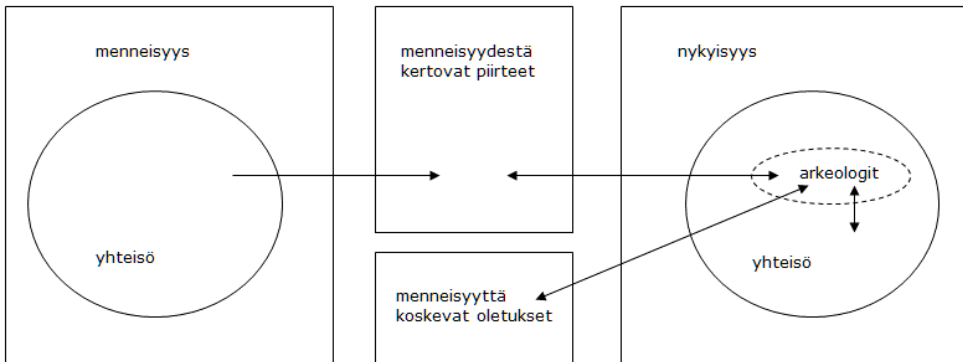 menneisyys
yhteisö
menneisyydestä
kertovat piirteet
menneisyyttä
koskevat oletukset
nykyisyys
arkeologit
yhteisö